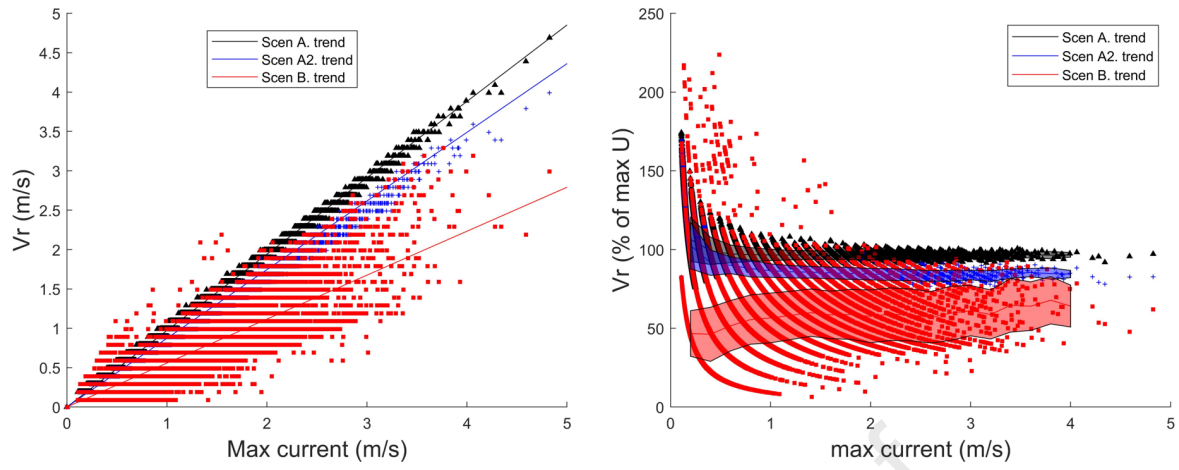 5
4.5
4
3.5
3
2.5
2
1.5
1
0.5
0
Vr (m/s)
Scen A. trend
Scen A2. trend
Scen B. trend
0 1 2 3 4 5
Max current (m/s)
250
200
150
100
50
0
Vr (% of max U)
Scen A. trend
Scen A2. trend
Scen B. trend
0 1 2 3 4 5
max current (m/s)
f